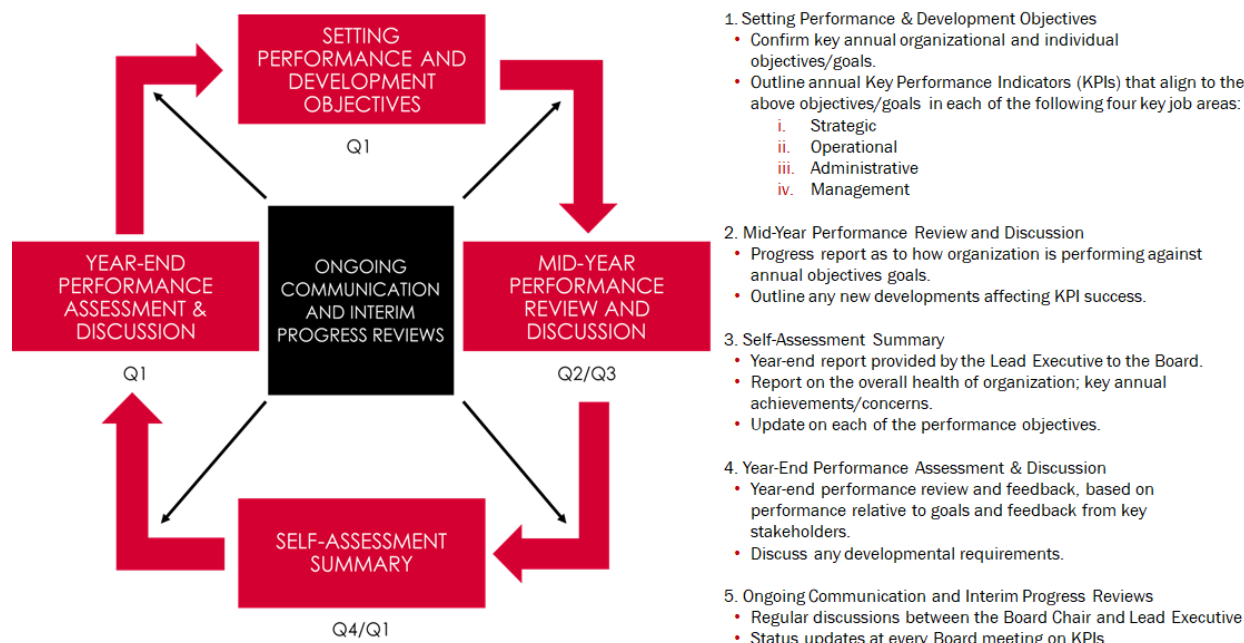 SETTING
PERFORMANCE AND
DEVELOPMENT
OBJECTIVES
Q1
YEAR-END
PERFORMANCE
ASSESSMENT &
DISCUSSION
Q1
ONGOING
COMMUNICATION
AND INTERIM
PROGRESS REVIEWS
MID-YEAR
PERFORMANCE
REVIEW AND
DISCUSSION
Q2/Q3
SELF-ASSESSMENT
SUMMARY
Q4/Q1
1. Setting Performance & Development Objectives
• Confirm key annual organizational and individual
objectives/goals.
• Outline annual Key Performance Indicators (KPIs) that align to the
above objectives/goals in each of the following four key job areas:
i. Strategic
ii. Operational
iii. Administrative
iv. Management
2. Mid-Year Performance Review and Discussion
• Progress report as to how organization is performing against
annual objectives goals.
• Outline any new developments affecting KPI success.
3. Self-Assessment Summary
• Year-end report provided by the Lead Executive to the Board.
• Report on the overall health of organization; key annual
achievements/concerns.
• Update on each of the performance objectives.
4. Year-End Performance Assessment & Discussion
• Year-end performance review and feedback, based on
performance relative to goals and feedback from key
stakeholders.
• Discuss any developmental requirements.
5. Ongoing Communication and Interim Progress Reviews
• Regular discussions between the Board Chair and Lead Executive
• Status updates at every Board meeting on KPIs